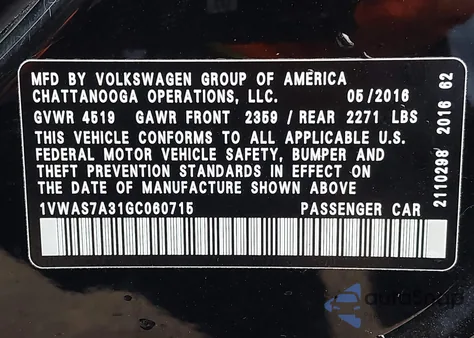 MFD BY VOLKSWAGEN GROUP OF AMERICA
CHATTANOOGA OPERATIONS, LLC. 05/2016
GVWR 4519 GAWR FRONT 2359 / REAR 2271 LBS
THIS VEHICLE CONFORMS TO ALL APPLICABLE U.S.
FEDERAL MOTOR VEHICLE SAFETY, BUMPER AND
THEFT PREVENTION STANDARDS IN EFFECT ON
THE DATE OF MANUFACTURE SHOWN ABOVE
1VWAS7A31GC060715 PASSENGER CAR
2110298 2016 62
autoSoup